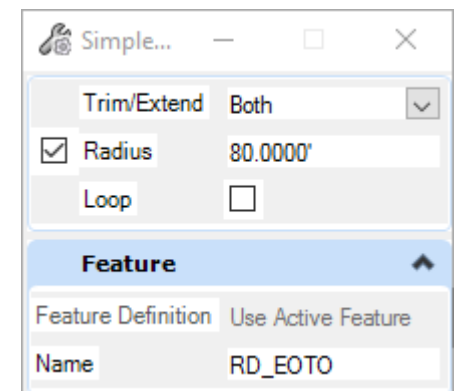 Simple...
Trim/Extend Both
Radius 80.0000'
Loop
Feature
Feature Definition Use Active Feature
Name RD_EOTO